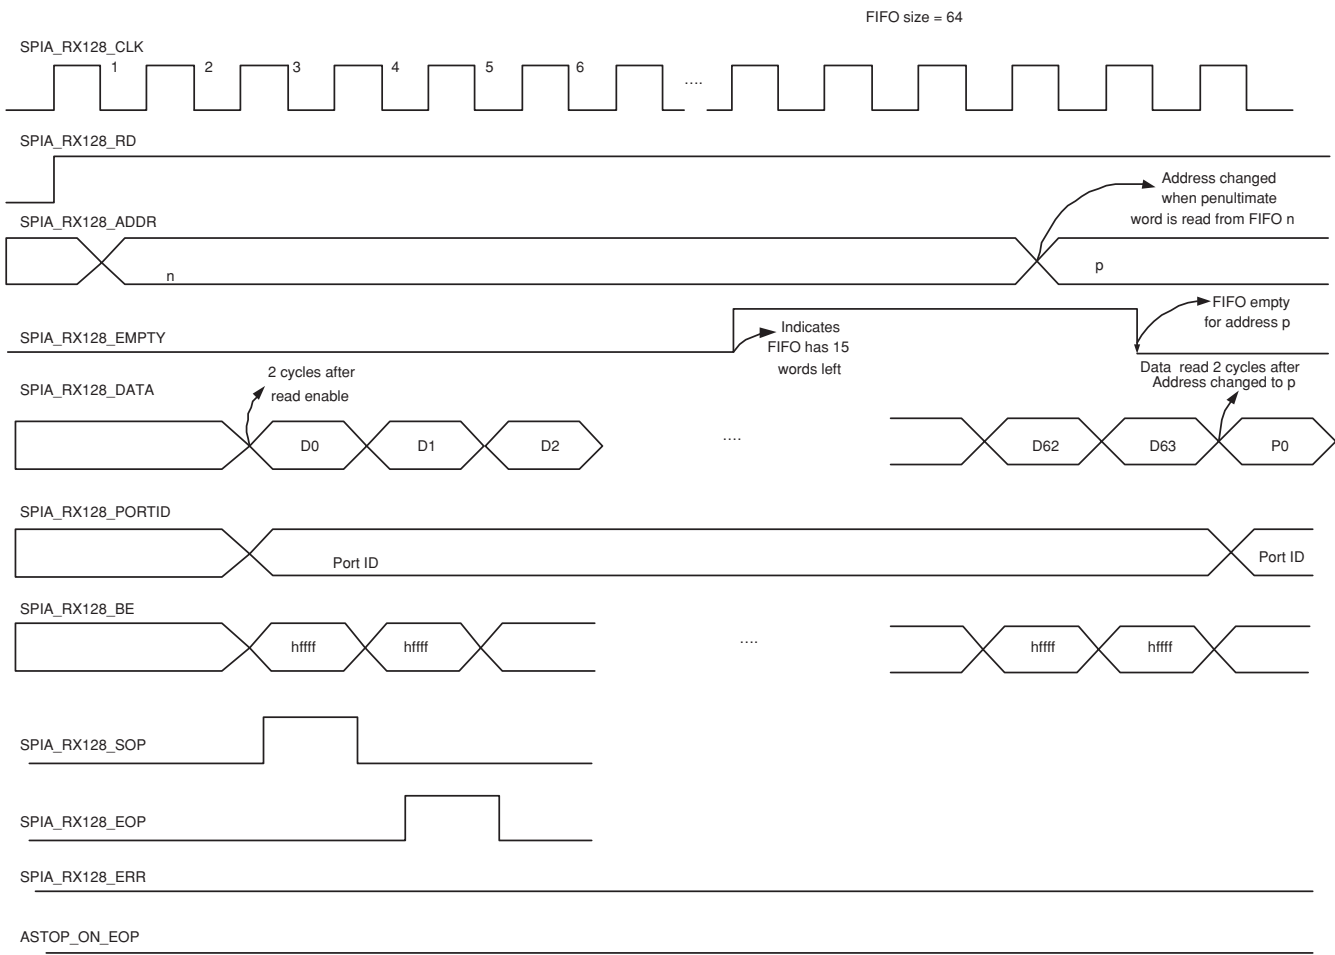 FIFO size = 64
SPIA_RX128_CLK
1 2 3 4 5 6 ....
SPIA_RX128_RD
Address changed
when penultimate
word is read from FIFO n
SPIA_RX128_ADDR
n
p
SPIA_RX128_EMPTY
Indicates
FIFO has 15
words left
FIFO empty
for address p
SPIA_RX128_DATA
2 cycles after
read enable
Data read 2 cycles after
Address changed to p
D0 D1 D2 .... D62 D63 P0
SPIA_RX128_PORTID
Port ID
Port ID
SPIA_RX128_BE
hffff hffff .... hffff hffff
SPIA_RX128_SOP
SPIA_RX128_EOP
SPIA_RX128_ERR
ASTOP_ON_EOP